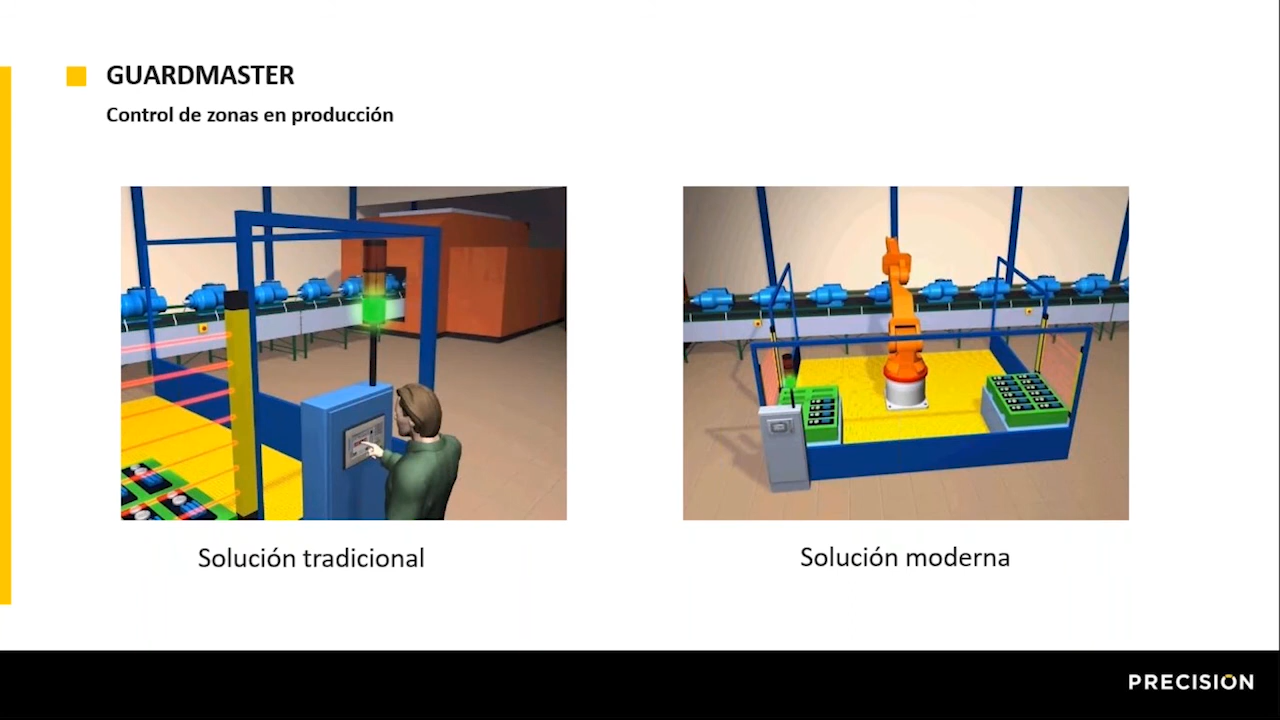 GUARDMASTER
Control de zonas en producción
Solución tradicional
Solución moderna
PRECISION